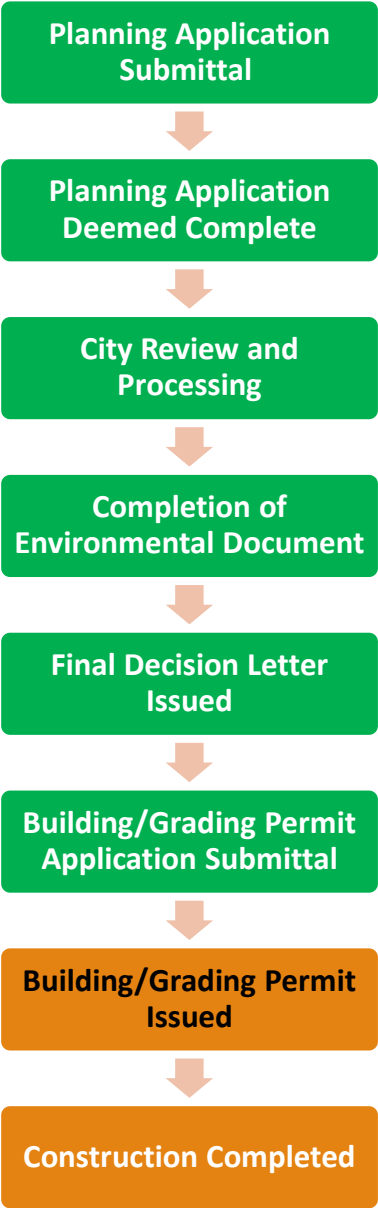 Planning Application
Submittal
Planning Application
Deemed Complete
City Review and
Processing
Completion of
Environmental Document
Final Decision Letter
Issued
Building/Grading Permit
Application Submittal
Building/Grading Permit
Issued
Construction Completed